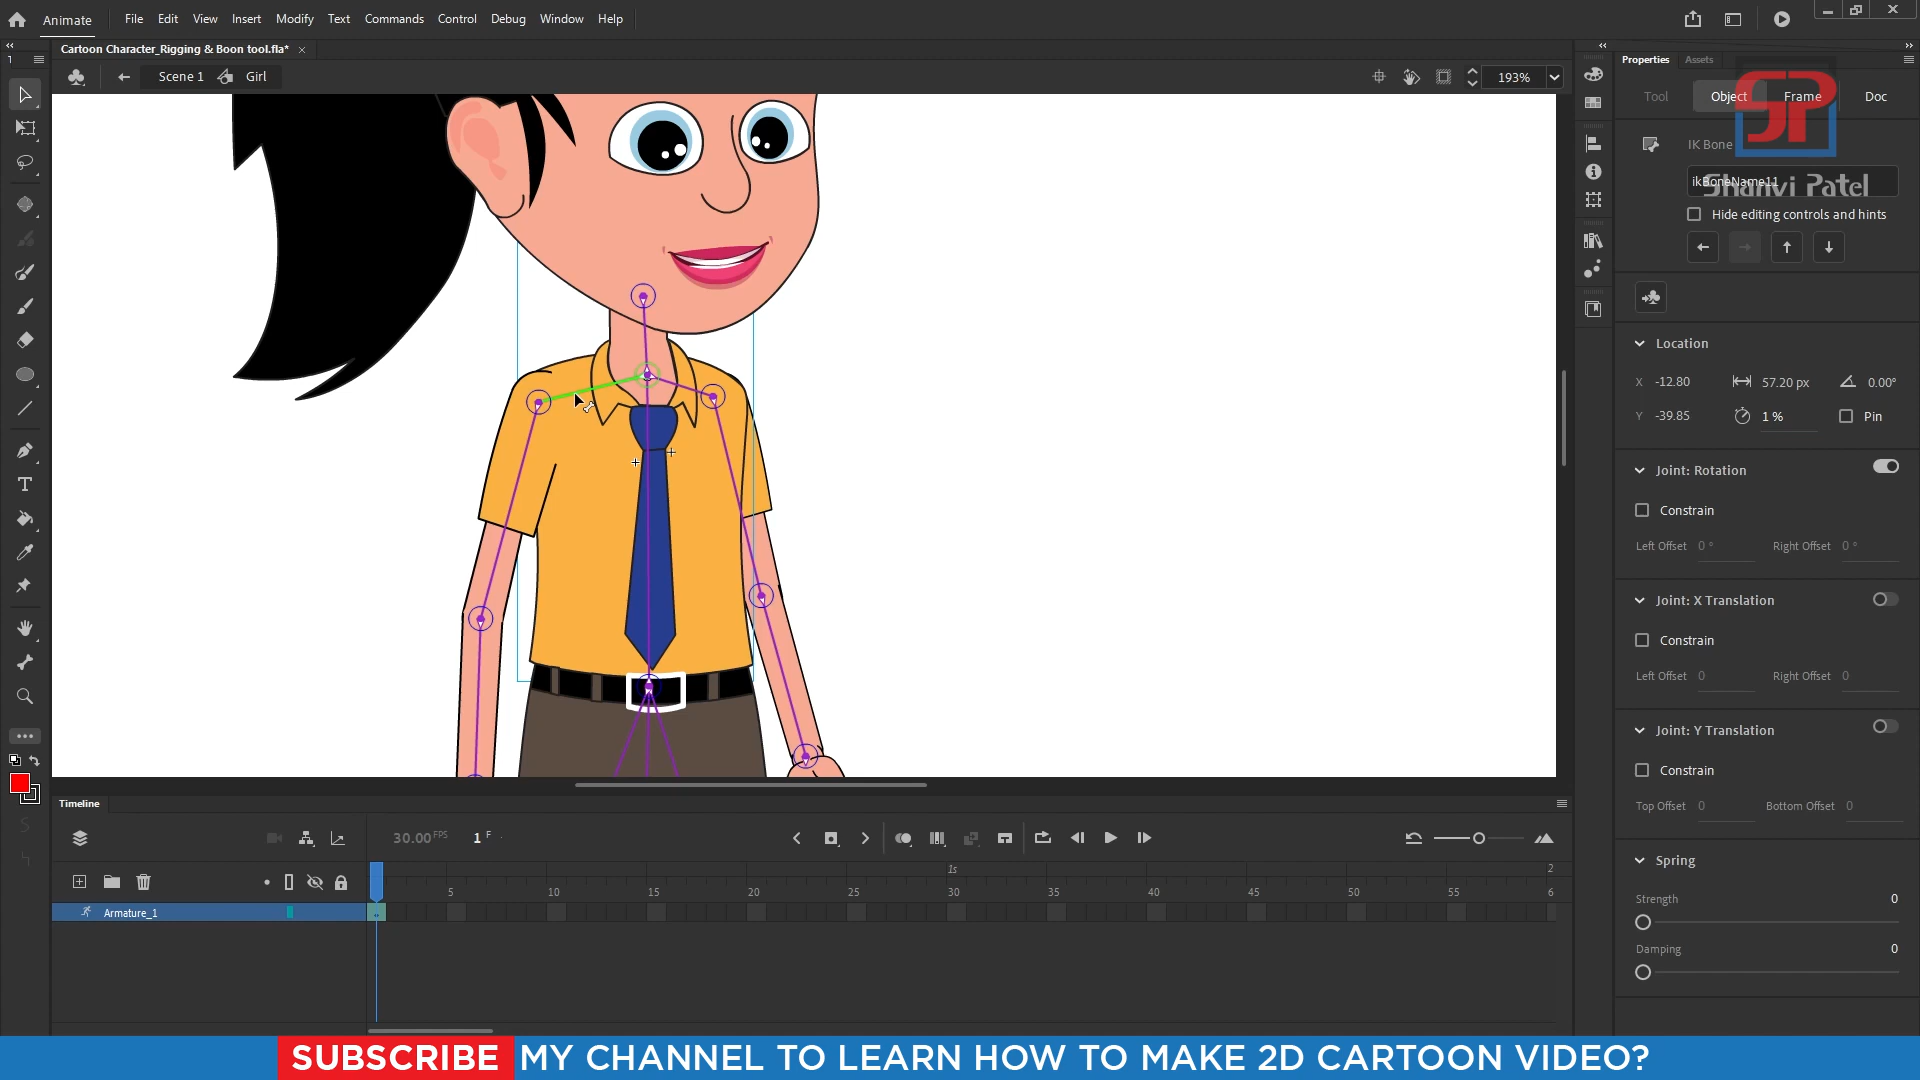 Animate File Edit View Insert Modify Text Commands Control Debug Window Help
Cartoon Character_Rigging & Boon tool.fla*
Scene 1 Girl 193%
Properties Assets
Tool Object Frame Doc
SP
IK Bone
ikBoneName11
Shanvi Patel
Hide editing controls and hints
Location
X -12.80 57.20 px 0.00°
Y -39.85 1 % Pin
Joint: Rotation
Constrain
Left Offset 0 ° Right Offset 0 °
Joint: X Translation
Constrain
Left Offset 0 Right Offset 0
Joint: Y Translation
Constrain
Top Offset 0 Bottom Offset 0
Spring
Strength 0
Damping 0
Timeline
30.00 FPS 1 F
1s 2
5 10 15 20 25 30 35 40 45 50 55 6
Armature_1
SUBSCRIBE MY CHANNEL TO LEARN HOW TO MAKE 2D CARTOON VIDEO?